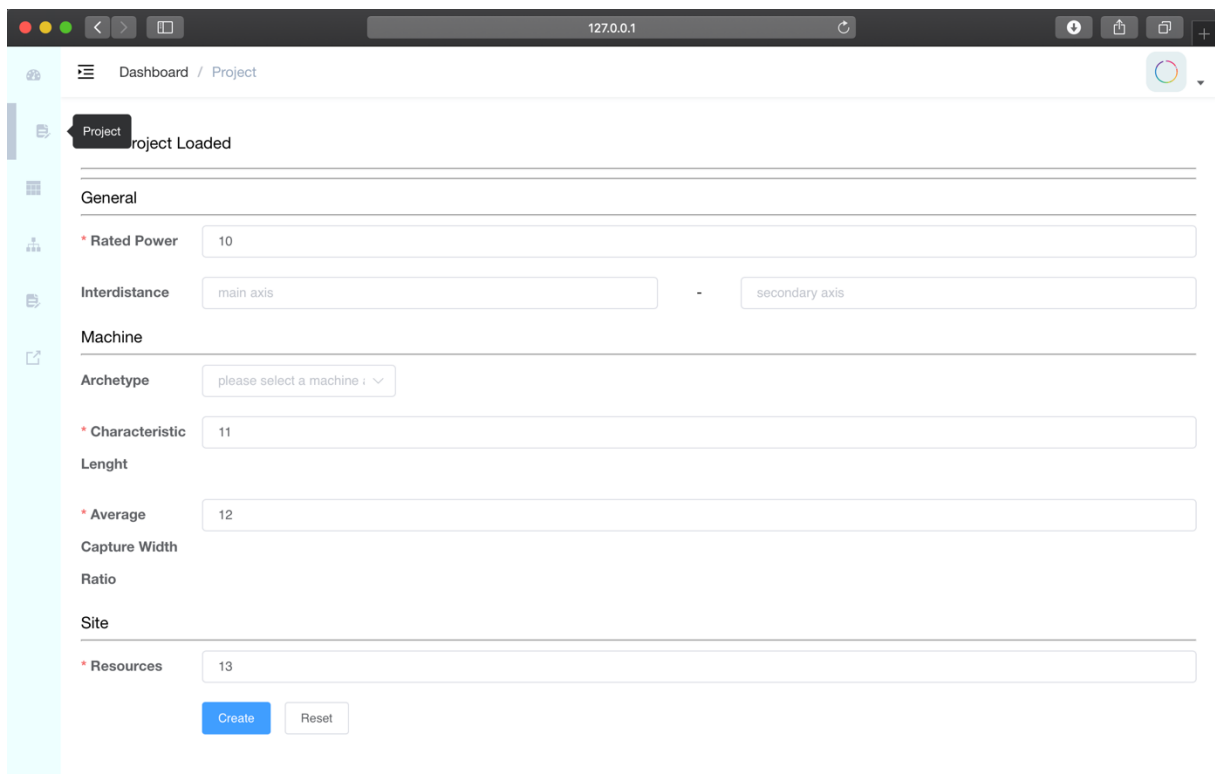 127.0.0.1
Dashboard / Project
Project
roject Loaded
General
* Rated Power 10
Interdistance main axis - secondary axis
Machine
Archetype please select a machine
* Characteristic 11
Lenght
* Average 12
Capture Width
Ratio
Site
* Resources 13
Create Reset